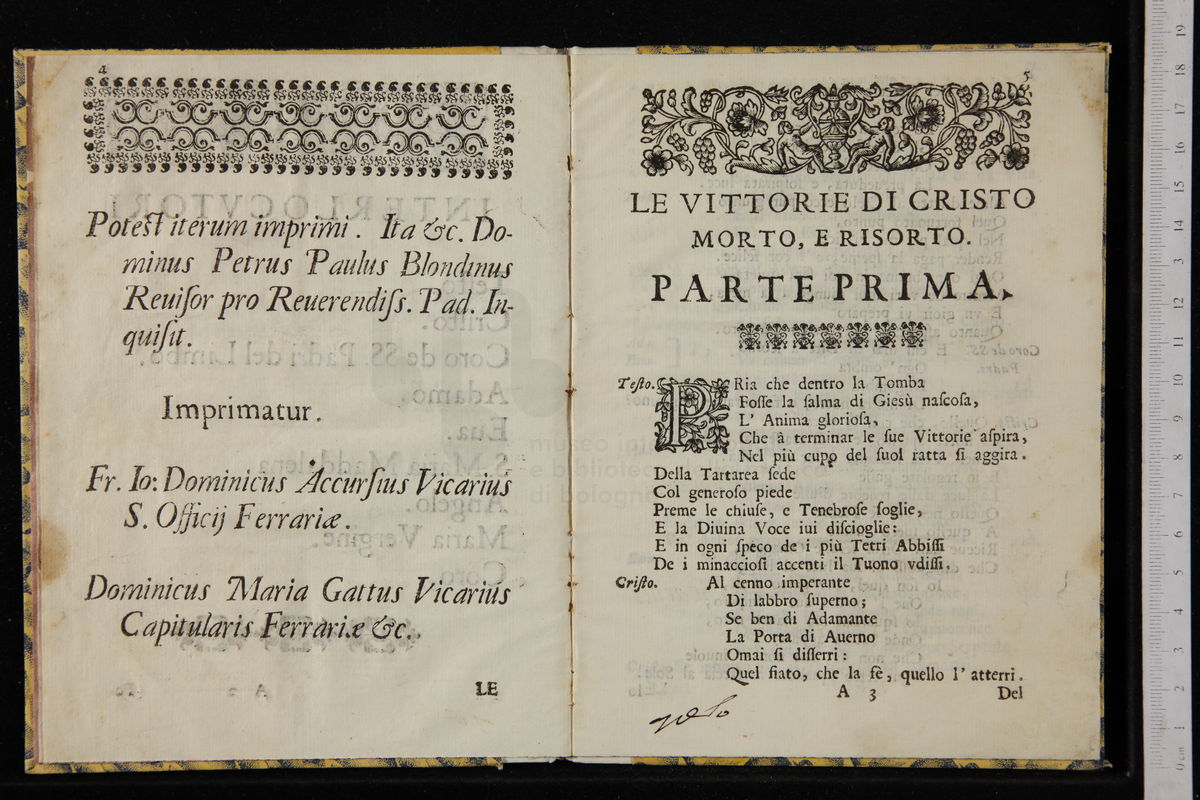 4
Poteſt iterum imprimi. Ita &c. Do-
minus Petrus Paulus Blondinus
Reuiſor pro Reuerendiſs. Pad. In-
quiſit.
Imprimatur.
Fr. Io: Dominicus Accurſius Vicarius
S. Officij Ferrariæ.
Dominicus Maria Gattus Vicarius
Capitularis Ferrariæ &c.
LE
5
LE VITTORIE DI CRISTO
MORTO, E RISORTO.
PARTE PRIMA.
Teſto. PRia che dentro la Tomba
Foſſe la ſalma di Giesù naſcoſa,
L' Anima glorioſa,
Che à terminar le ſue Vittorie aſpira,
Nel più cupo del ſuol ratta ſi aggira.
Della Tartarea ſede
Col generoſo piede
Preme le chiuſe, e Tenebroſe ſoglie,
E la Diuina Voce iui diſcioglie:
E in ogni ſpeco de i più Tetri Abbiſſi
De i minaccioſi accenti il Tuono vdiſſi.
Criſto. Al cenno imperante
Di labbro ſuperno;
Se ben di Adamante
La Porta di Auerno
Omai ſi diſſerri:
Quel fiato, che la fè, quello l' atterri.
A 3
Del